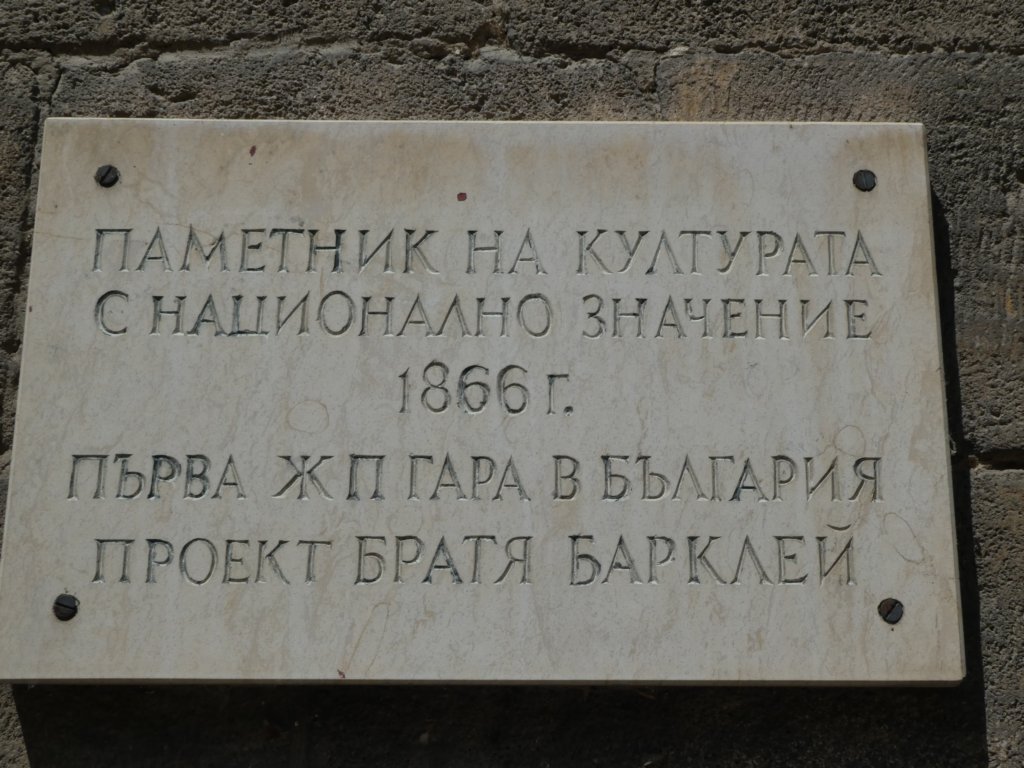 ПАМЕТНИК НА КУЛТУРАТА
С НАЦИОНАЛНО ЗНАЧЕНИЕ
1866 г.
ПЪРВА ЖП ГАРА В БЪЛГАРИЯ
ПРОЕКТ БРАТЯ БАРКЛЕЙ